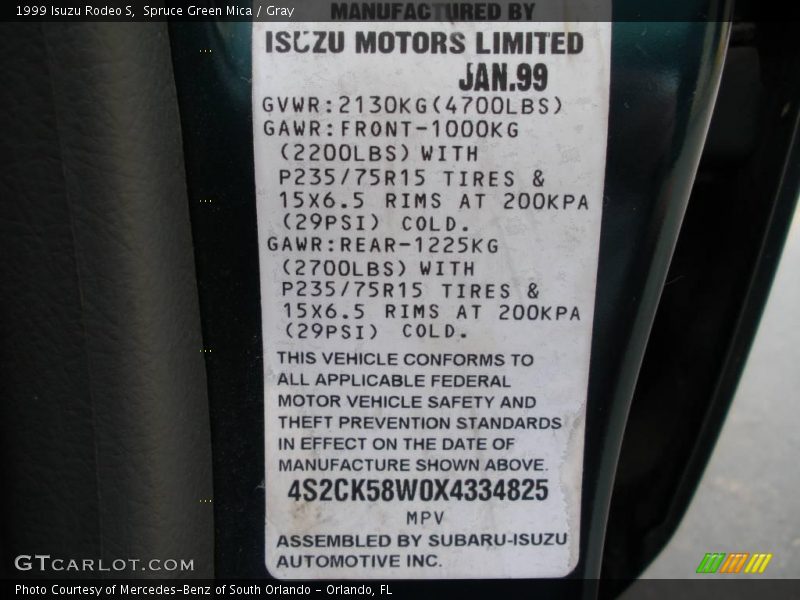 1999 Isuzu Rodeo S, Spruce Green Mica / Gray
MANUFACTURED BY
ISUZU MOTORS LIMITED
JAN.99
GVWR:2130KG(4700LBS)
GAWR:FRONT-1000KG
(2200LBS) WITH
P235/75R15 TIRES &
15X6.5 RIMS AT 200KPA
(29PSI) COLD.
GAWR:REAR-1225KG
(2700LBS) WITH
P235/75R15 TIRES &
15X6.5 RIMS AT 200KPA
(29PSI) COLD.
THIS VEHICLE CONFORMS TO
ALL APPLICABLE FEDERAL
MOTOR VEHICLE SAFETY AND
THEFT PREVENTION STANDARDS
IN EFFECT ON THE DATE OF
MANUFACTURE SHOWN ABOVE.
4S2CK58W0X4334825
MPV
ASSEMBLED BY SUBARU-ISUZU
AUTOMOTIVE INC.
GTCARLOT.COM
Photo Courtesy of Mercedes-Benz of South Orlando - Orlando, FL